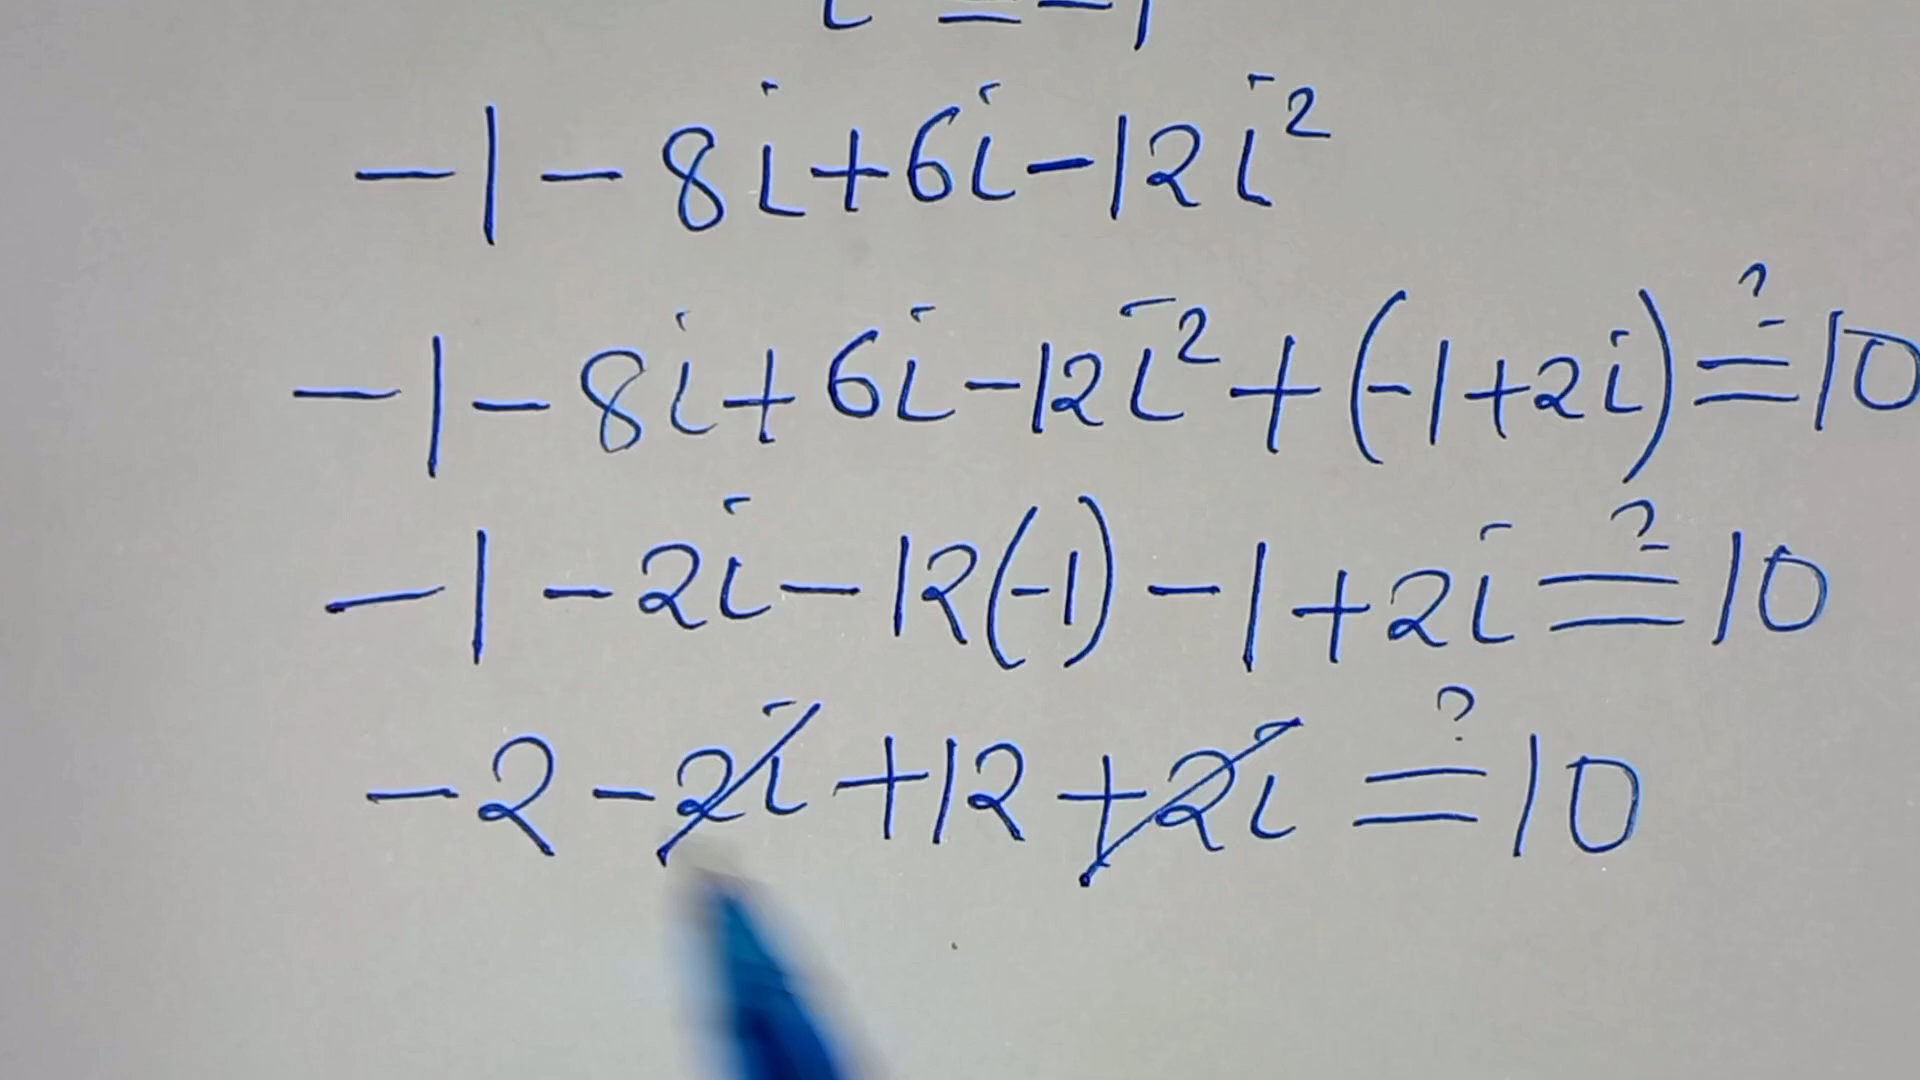 i = -1
-1 - 8i + 6i - 12i²
-1 - 8i + 6i - 12i² + (-1 + 2i) ≟ 10
-1 - 2i - 12(-1) - 1 + 2i ≟ 10
-2 - 2i + 12 + 2i ≟ 10